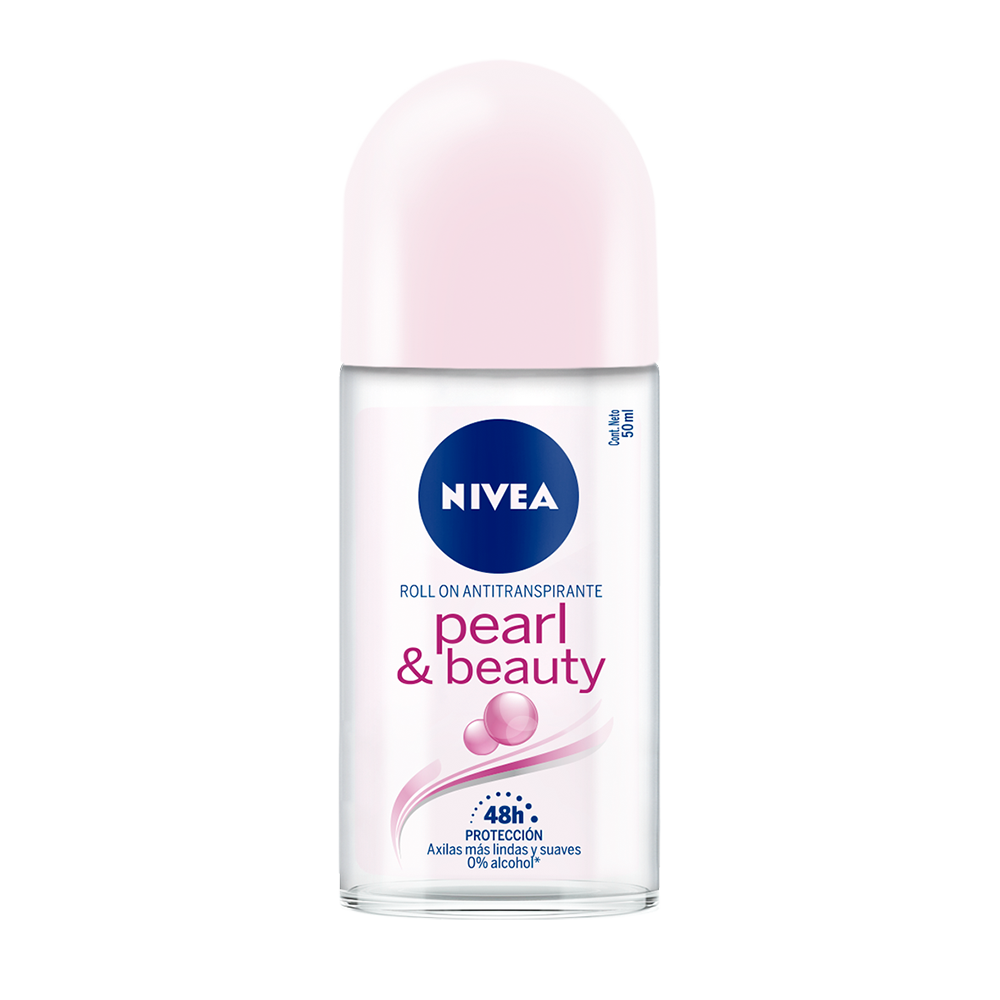 Cont. Neto
50 ml
NIVEA
ROLL ON ANTITRANSPIRANTE
pearl
& beauty
48h
PROTECCIÓN
Axilas más lindas y suaves
0% alcohol*